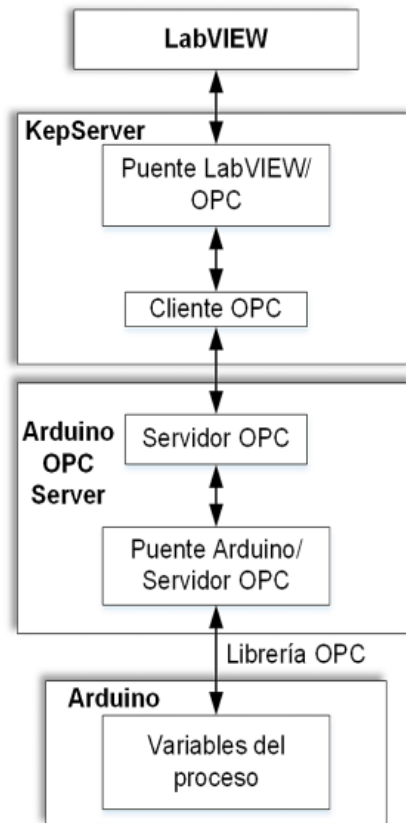 LabVIEW
KepServer
Puente LabVIEW/
OPC
Cliente OPC
Arduino
OPC
Server
Servidor OPC
Puente Arduino/
Servidor OPC
Librería OPC
Arduino
Variables del
proceso